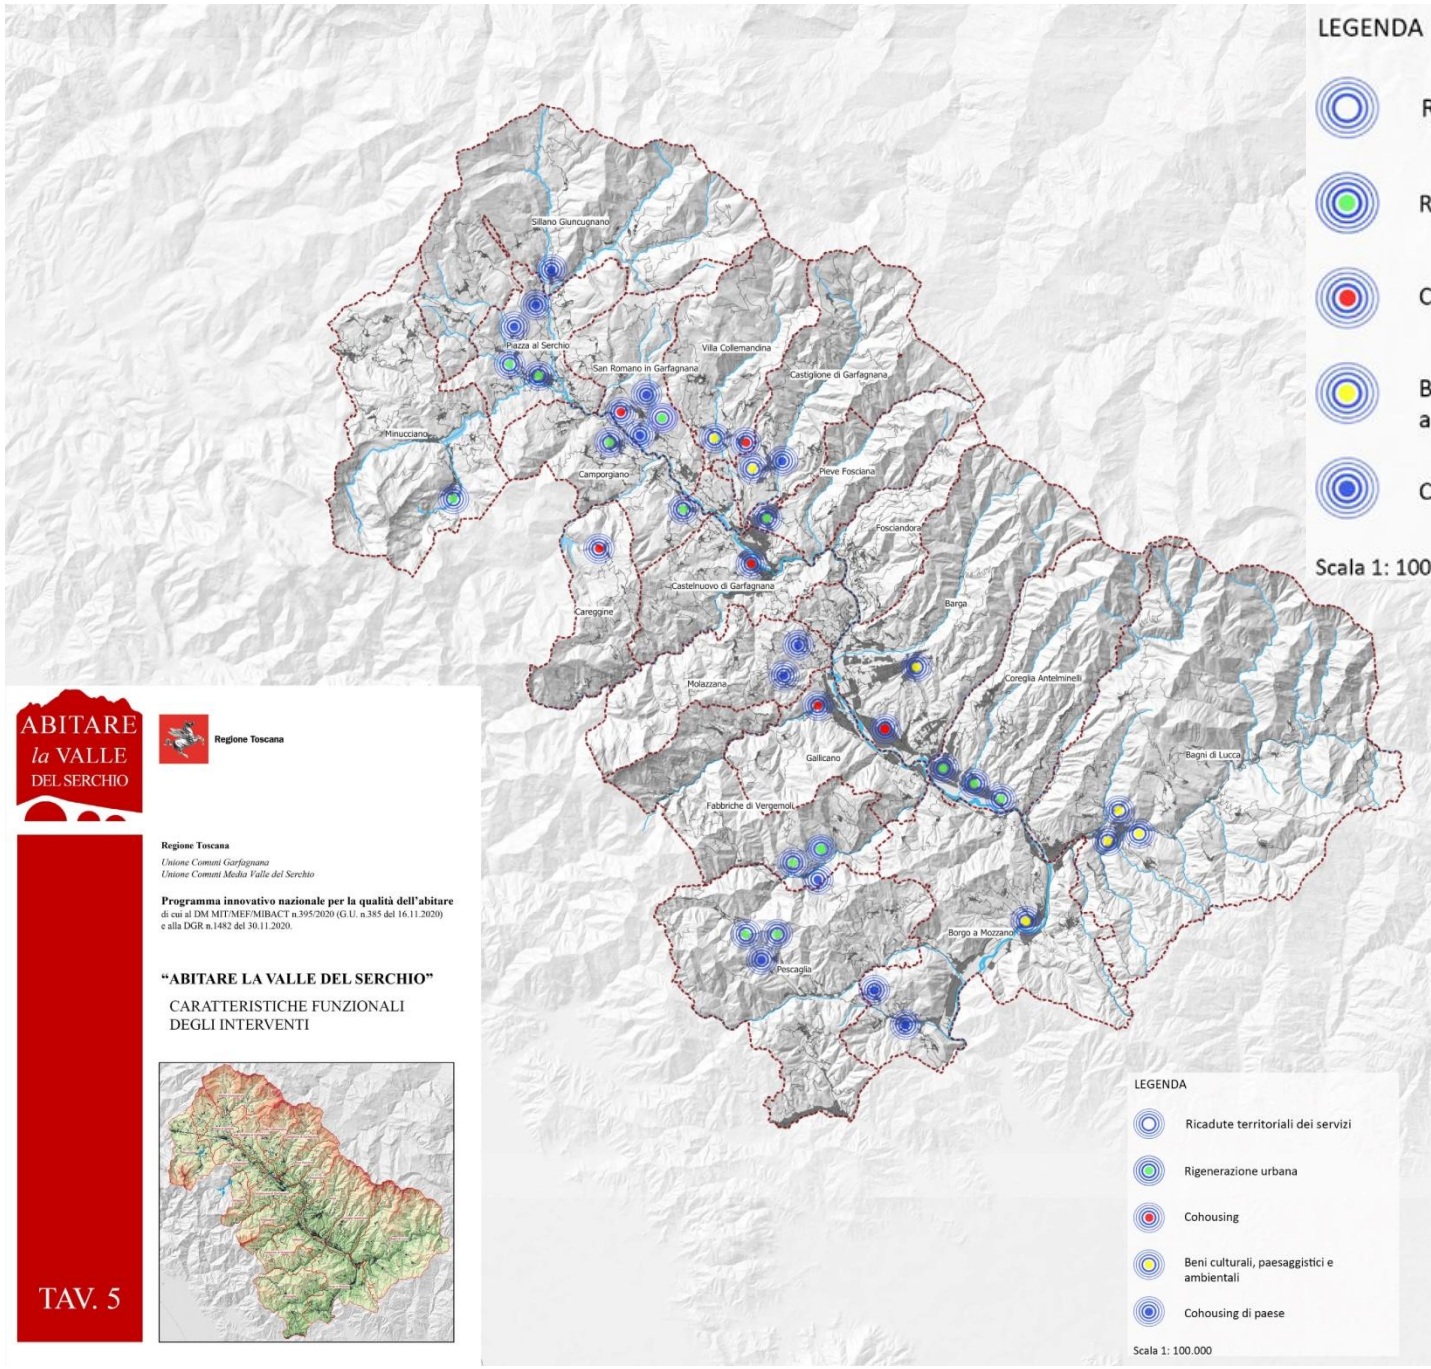 LEGENDA
R
R
C
B
a
C
Scala 1: 100
Sillano Giuncugnano
Piazza al Serchio
San Romano in Garfagnana
Villa Collemandina
Castiglione di Garfagnana
Minucciano
Camporgiano
Pieve Fosciana
Fosciandora
Castelnuovo di Garfagnana
Careggine
Barga
Molazzana
Coreglia Antelminelli
Gallicano
Bagni di Lucca
Fabbriche di Vergemoli
Borgo a Mozzano
Pescaglia
ABITARE
la VALLE
DEL SERCHIO
Regione Toscana
Regione Toscana
Unione Comuni Garfagnana
Unione Comuni Media Valle del Serchio
Programma innovativo nazionale per la qualità dell'abitare
di cui al DM MIT/MEF/MIBACT n.395/2020 (G.U. n.385 del 16.11.2020)
e alla DGR n.1482 del 30.11.2020.
“ABITARE LA VALLE DEL SERCHIO”
CARATTERISTICHE FUNZIONALI
DEGLI INTERVENTI
TAV. 5
LEGENDA
Ricadute territoriali dei servizi
Rigenerazione urbana
Cohousing
Beni culturali, paesaggistici e
ambientali
Cohousing di paese
Scala 1: 100.000